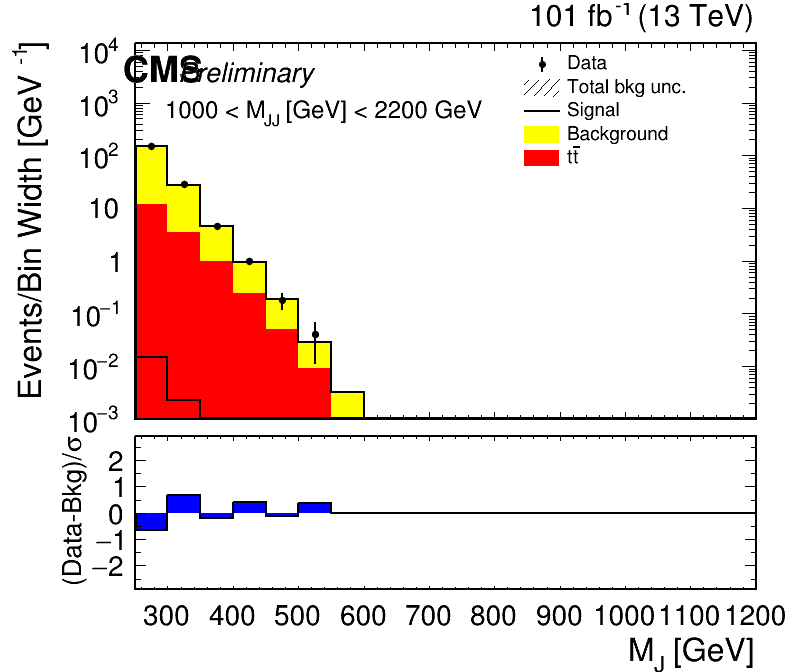 101 fb⁻¹ (13 TeV)
CMS Preliminary
1000 < M_JJ [GeV] < 2200 GeV
Data
Total bkg unc.
Signal
Background
tt̄
Events/Bin Width [GeV⁻¹]
10⁴
10³
10²
10
1
10⁻¹
10⁻²
10⁻³
(Data-Bkg)/σ
2
1
0
−1
−2
300 400 500 600 700 800 900 1000 1100 1200
M_J [GeV]